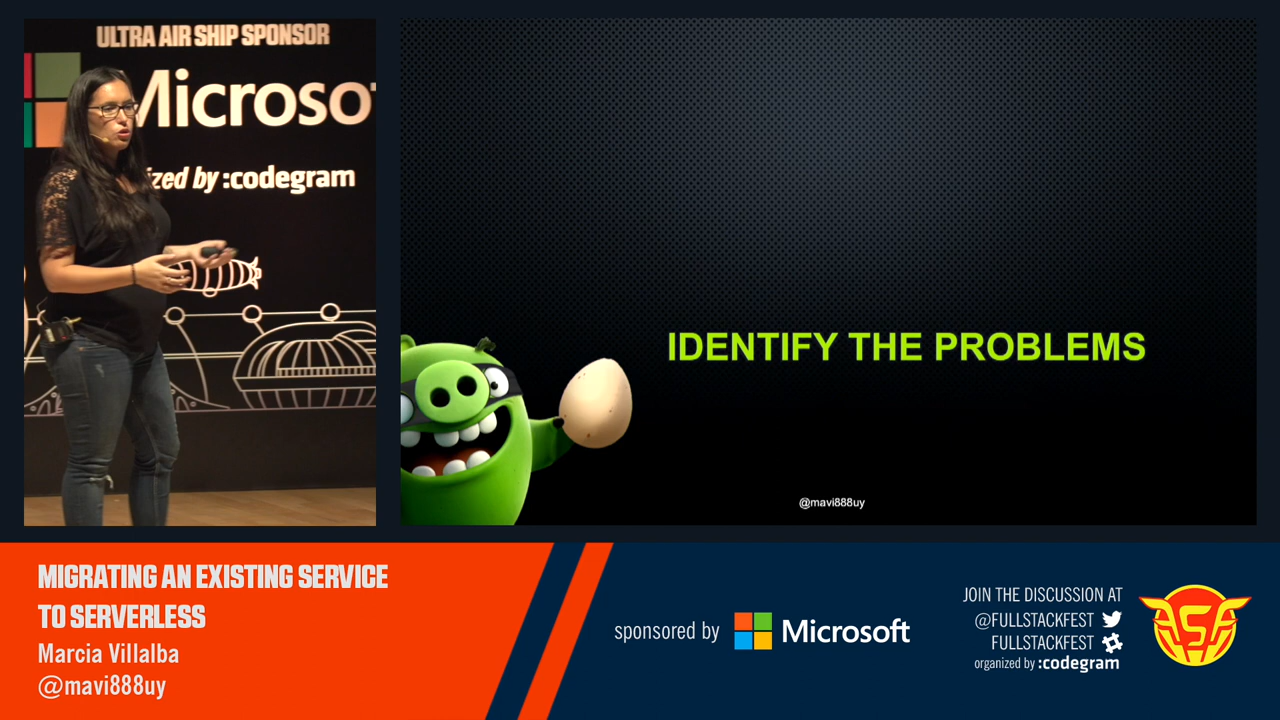 ULTRA AIR SHIP SPONSOR
Microso
ized by :codegram
IDENTIFY THE PROBLEMS
@mavi888uy
MIGRATING AN EXISTING SERVICE
TO SERVERLESS
Marcia Villalba
@mavi888uy
sponsored by Microsoft
JOIN THE DISCUSSION AT
@FULLSTACKFEST
FULLSTACKFEST
organized by :codegram
FSF